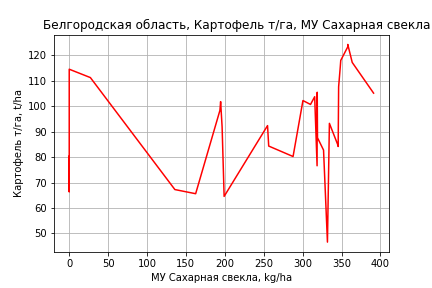 Белгородская область, Картофель т/га, МУ Сахарная свекла
Картофель т/га, t/ha
120
110
100
90
80
70
60
50
0 50 100 150 200 250 300 350 400
МУ Сахарная свекла, kg/ha